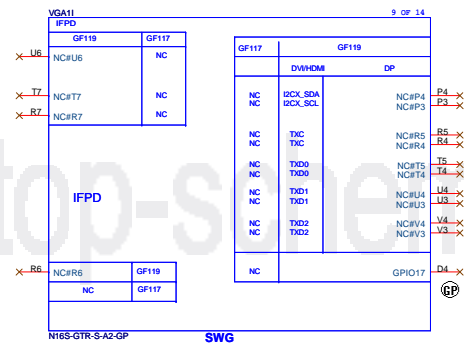 VGA1I 9 OF 14
IFPD
GF119 GF117
U6 NC#U6 NC
T7 NC#T7 NC
R7 NC#R7 NC
GF117 GF119
DVI/HDMI DP
NC I2CX_SDA NC#P4 P4
NC I2CX_SCL NC#P3 P3
NC TXC NC#R5 R5
NC TXC NC#R4 R4
NC TXD0 NC#T5 T5
NC TXD0 NC#T4 T4
NC TXD1 NC#U4 U4
NC TXD1 NC#U3 U3
NC TXD2 NC#V4 V4
NC TXD2 NC#V3 V3
IFPD
R6 NC#R6 GF119
NC GF117
NC GPIO17 D4
GP
N16S-GTR-S-A2-GP
SWG
top-schem